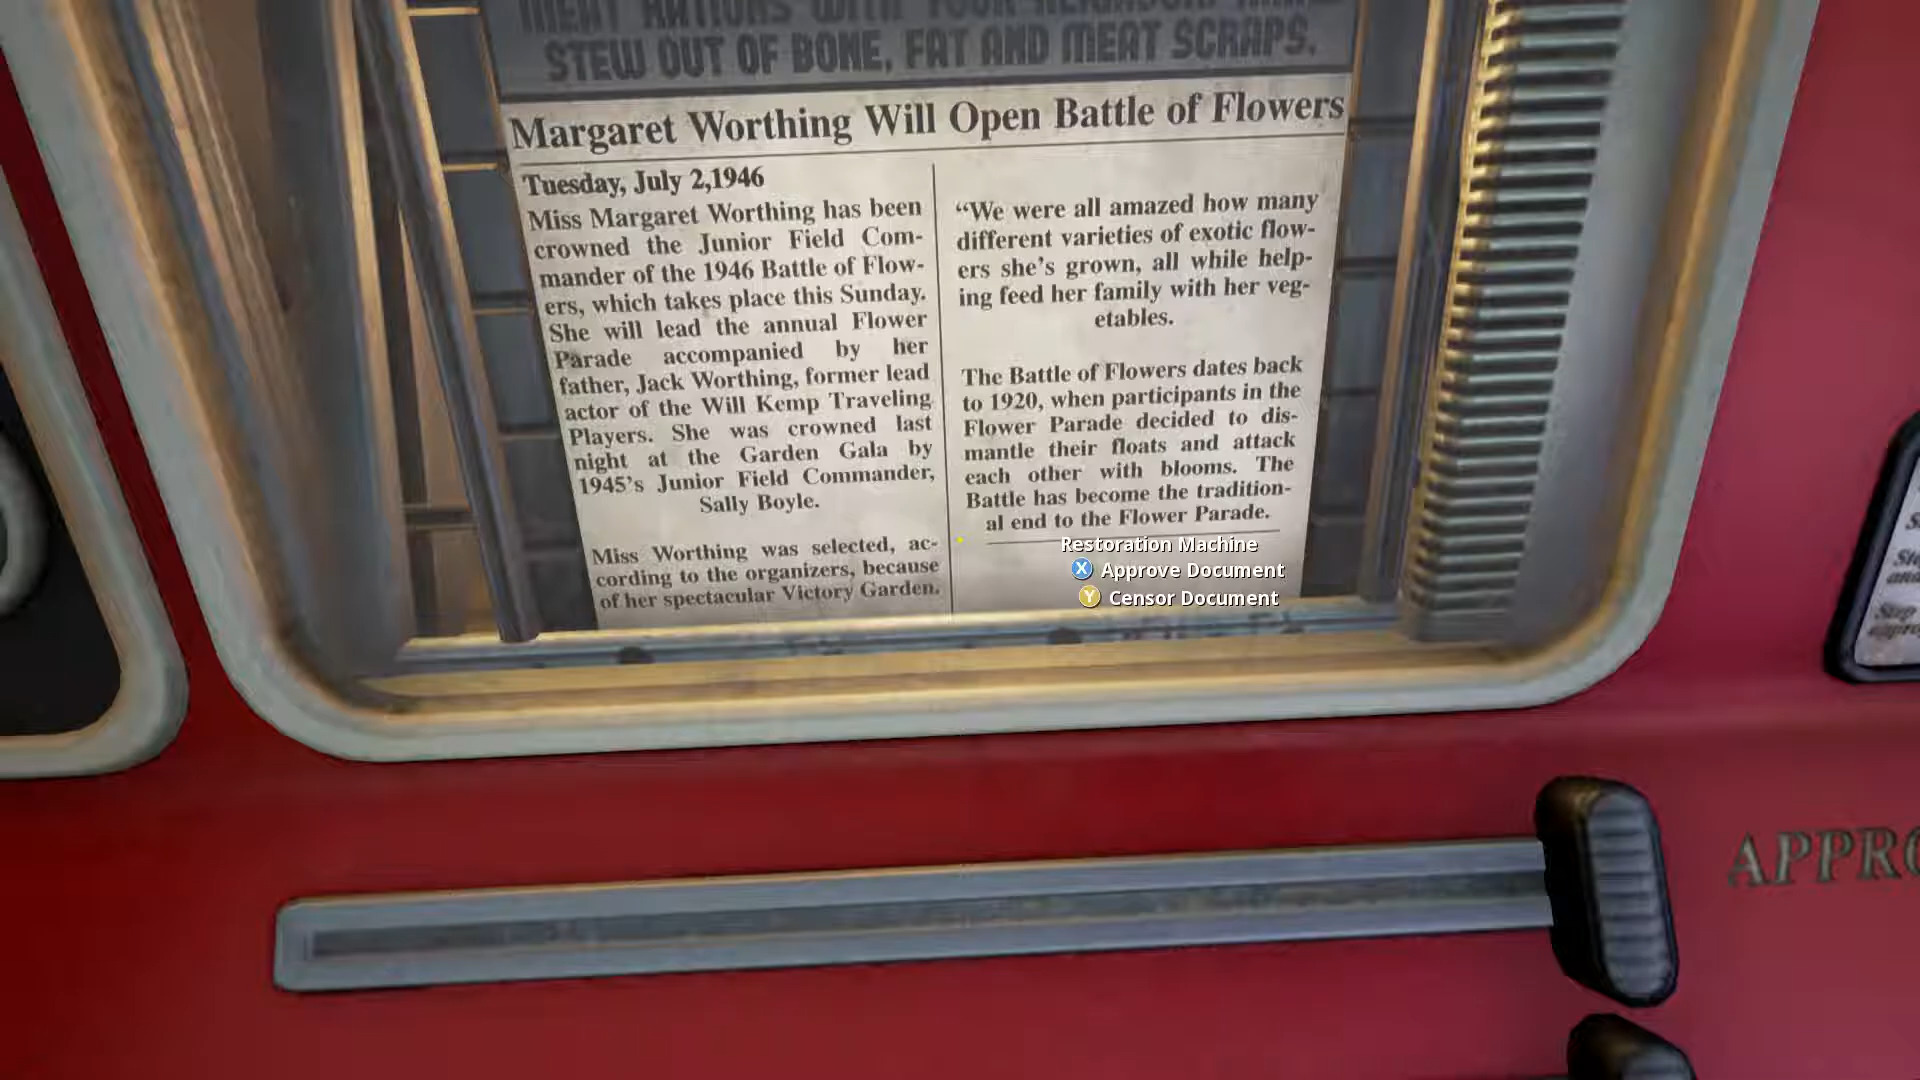 MEAT RATIONS WITH YOUR
STEW OUT OF BONE, FAT AND MEAT SCRAPS.
Margaret Worthing Will Open Battle of Flowers
Tuesday, July 2,1946
Miss Margaret Worthing has been
crowned the Junior Field Com-
mander of the 1946 Battle of Flow-
ers, which takes place this Sunday.
She will lead the annual Flower
Parade accompanied by her
father, Jack Worthing, former lead
actor of the Will Kemp Traveling
Players. She was crowned last
night at the Garden Gala by
1945's Junior Field Commander,
Sally Boyle.
Miss Worthing was selected, ac-
cording to the organizers, because
of her spectacular Victory Garden.
“We were all amazed how many
different varieties of exotic flow-
ers she's grown, all while help-
ing feed her family with her veg-
etables.
The Battle of Flowers dates back
to 1920, when participants in the
Flower Parade decided to dis-
mantle their floats and attack
each other with blooms. The
Battle has become the tradition-
al end to the Flower Parade.
Restoration Machine
X Approve Document
Y Censor Document
APPRO